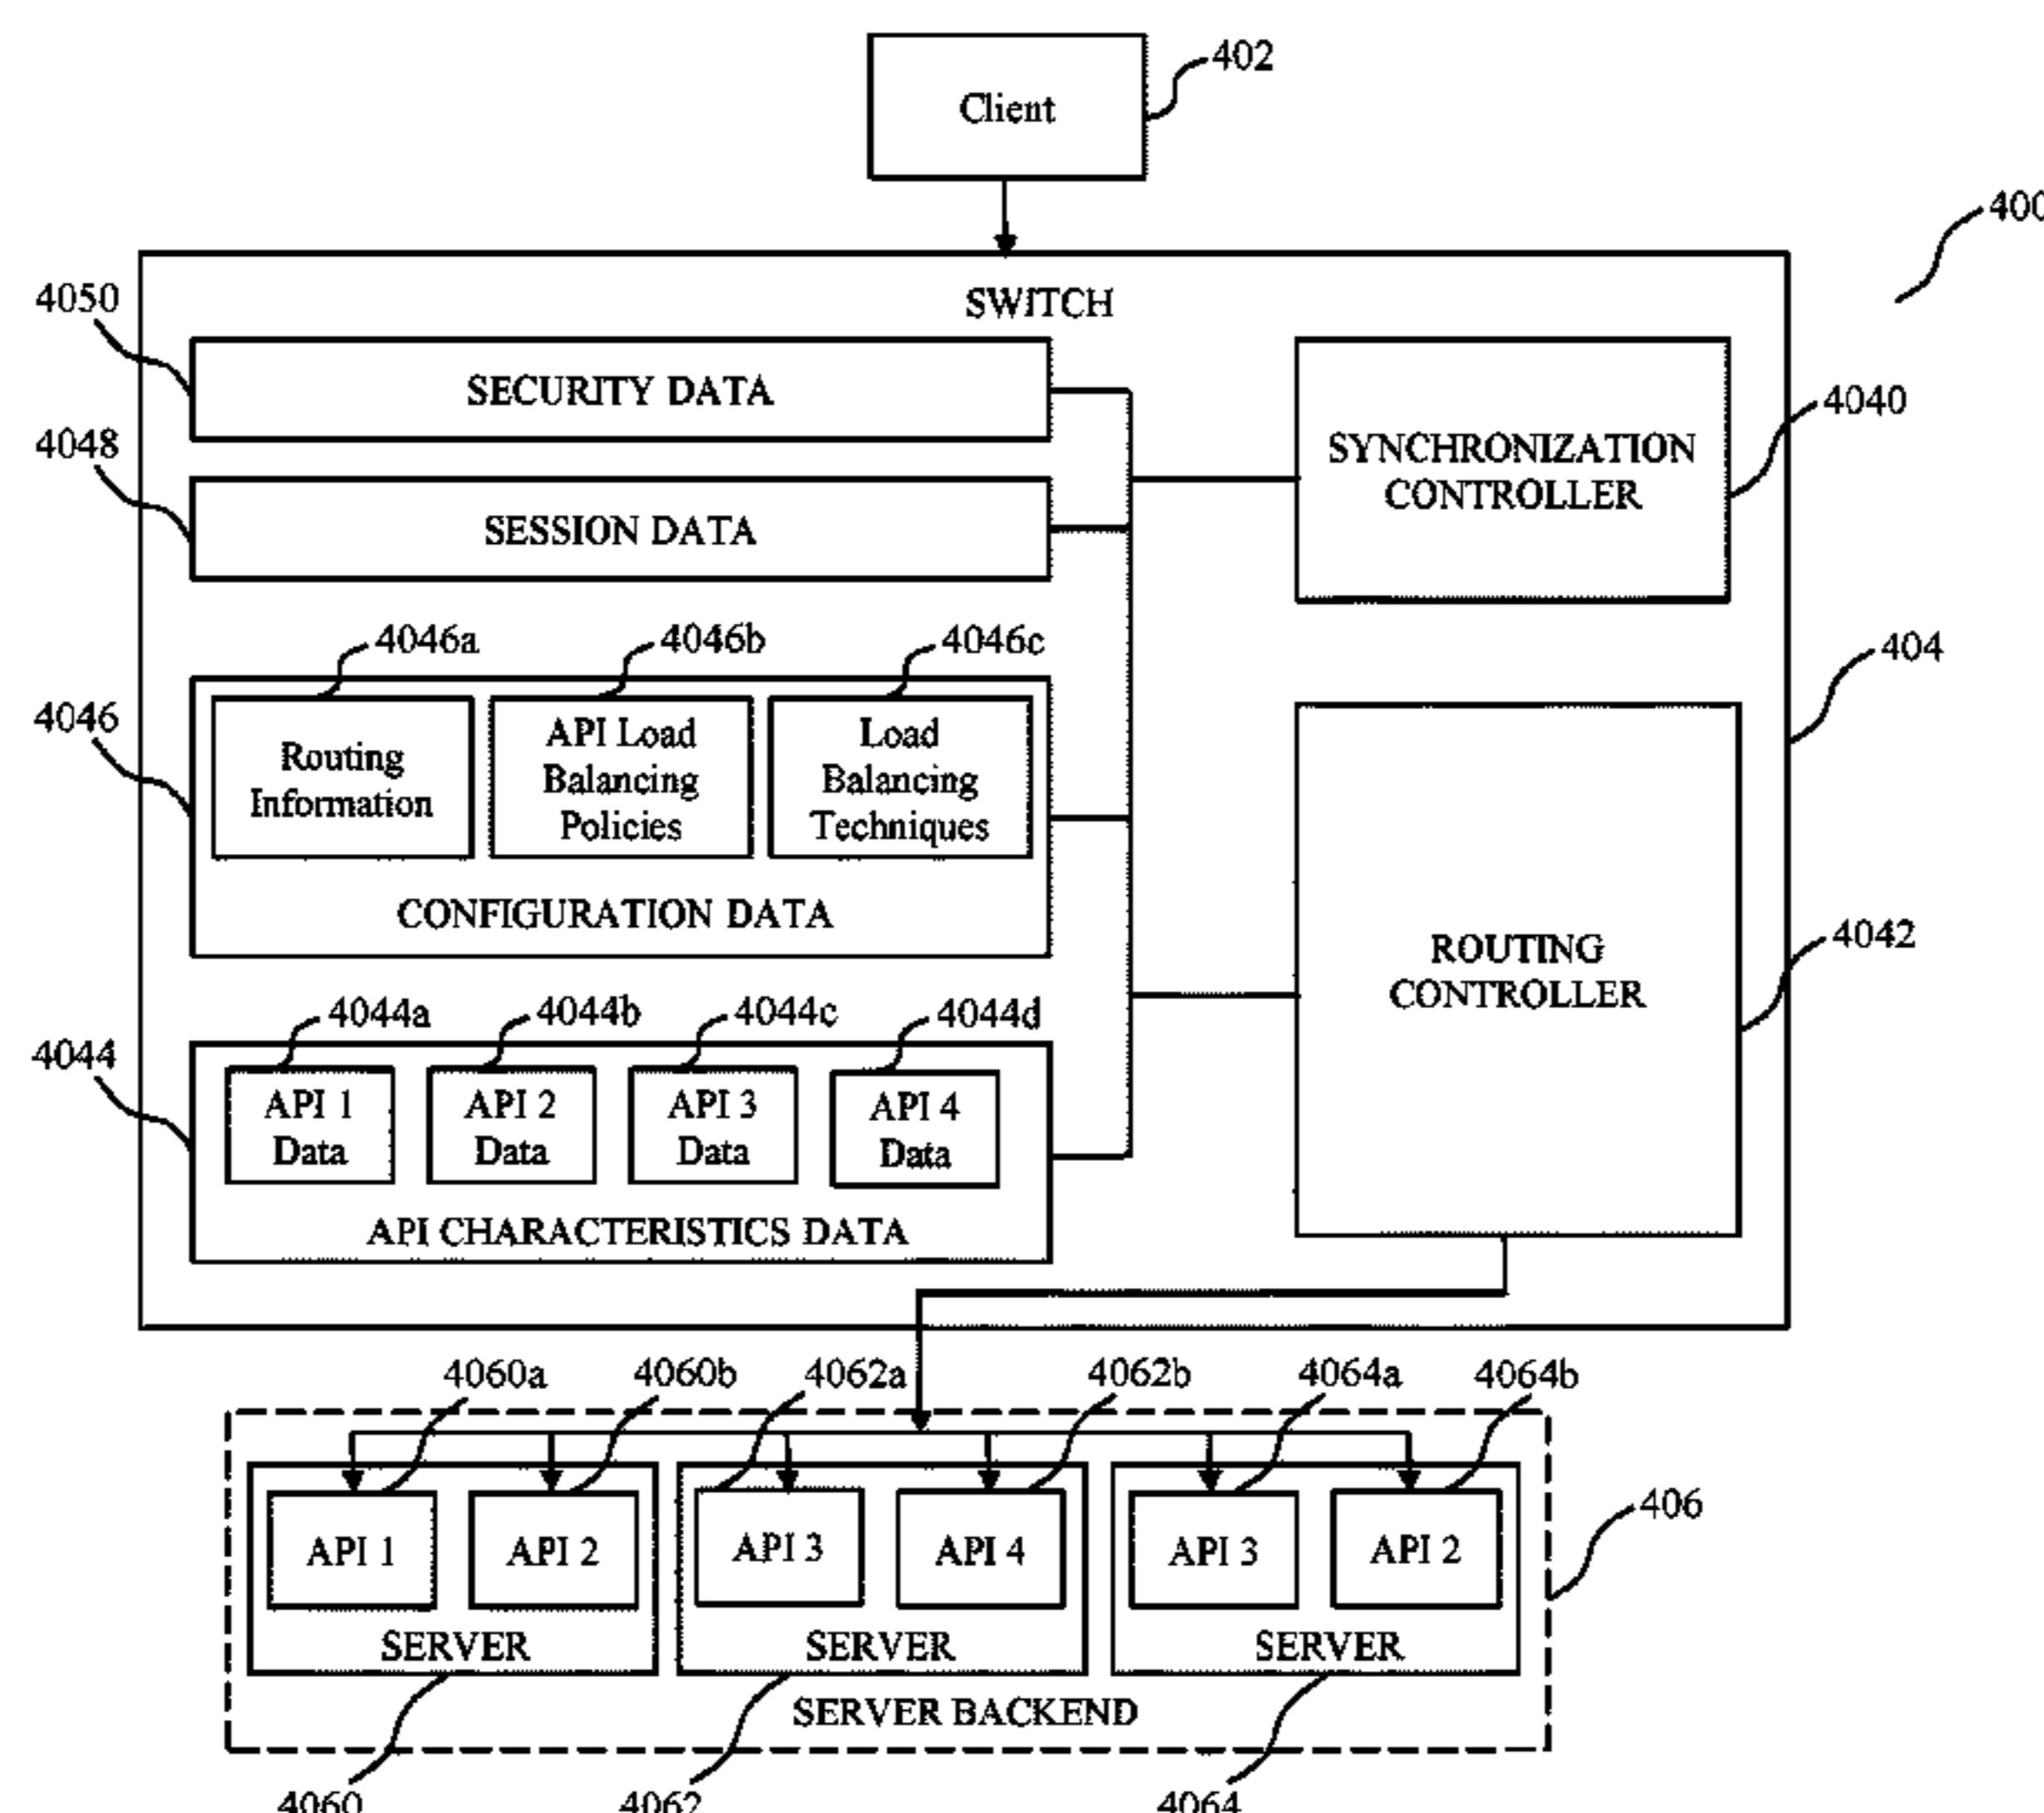 402
Client
400
SWITCH
4050
SECURITY DATA
4048
SESSION DATA
SYNCHRONIZATION
CONTROLLER
4040
404
4046a
4046b
4046c
4046
Routing
Information
API Load
Balancing
Policies
Load
Balancing
Techniques
CONFIGURATION DATA
ROUTING
CONTROLLER
4042
4044a
4044b
4044c
4044d
4044
API 1
Data
API 2
Data
API 3
Data
API 4
Data
API CHARACTERISTICS DATA
4060a
4060b
4062a
4062b
4064a
4064b
API 1
API 2
API 3
API 4
API 3
API 2
406
SERVER
SERVER
SERVER
SERVER BACKEND
4060
4062
4064